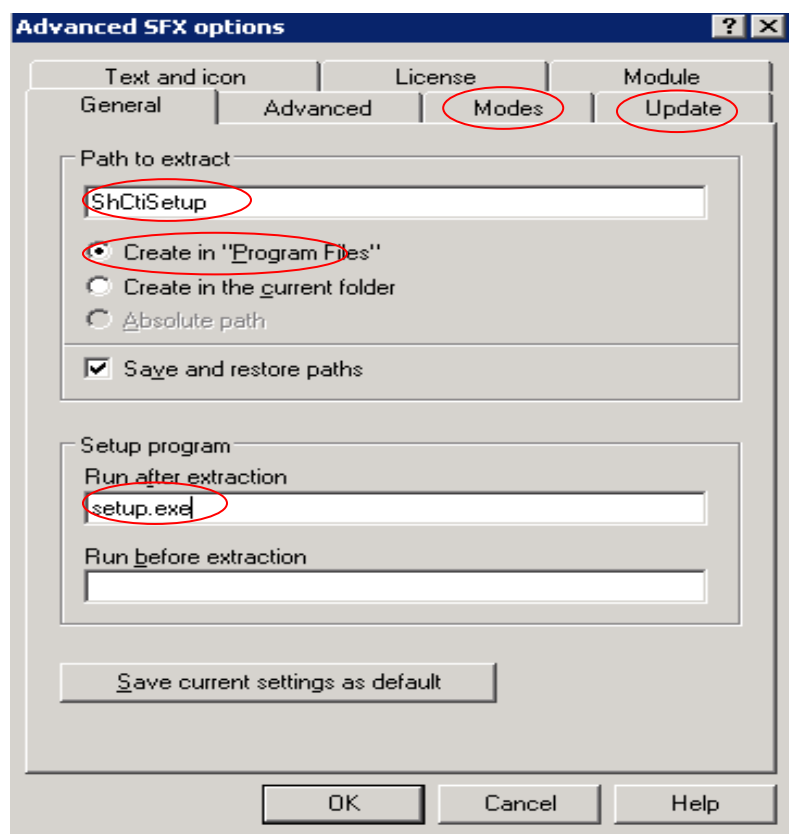 Advanced SFX options
Text and icon License Module
General Advanced Modes Update
Path to extract
ShCtiSetup
Create in "Program Files"
Create in the current folder
Absolute path
Save and restore paths
Setup program
Run after extraction
setup.exe
Run before extraction
Save current settings as default
OK Cancel Help